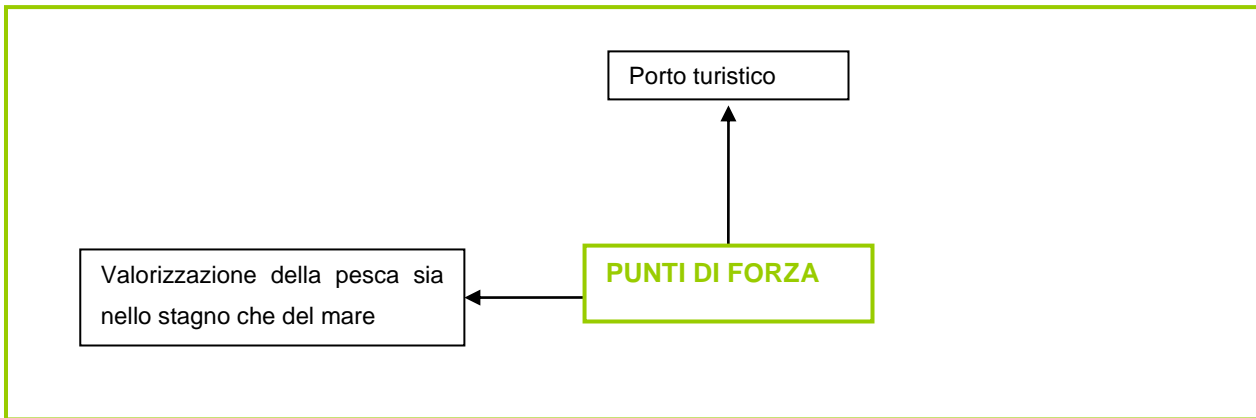 Porto turistico
PUNTI DI FORZA
Valorizzazione della pesca sia
nello stagno che del mare